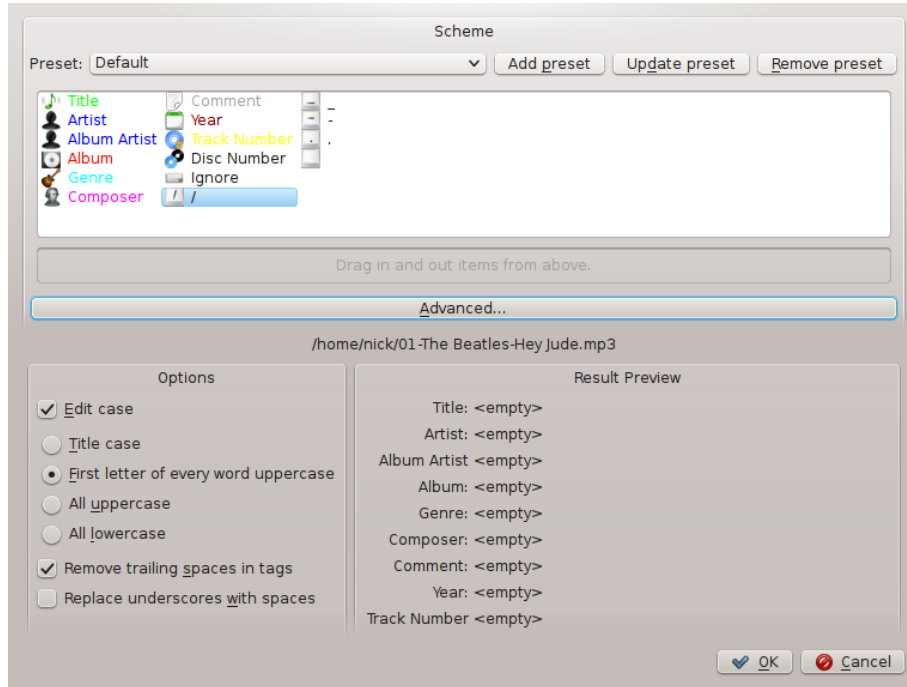 Scheme
Preset: Default Add preset Update preset Remove preset
Title Comment _
Artist Year -
Album Artist Track Number .
Album Disc Number
Genre Ignore
Composer / /
Drag in and out items from above.
Advanced...
/home/nick/01-The Beatles-Hey Jude.mp3
Options
Edit case
Title case
First letter of every word uppercase
All uppercase
All lowercase
Remove trailing spaces in tags
Replace underscores with spaces
Result Preview
Title: <empty>
Artist: <empty>
Album Artist <empty>
Album: <empty>
Genre: <empty>
Composer: <empty>
Comment: <empty>
Year: <empty>
Track Number <empty>
OK Cancel